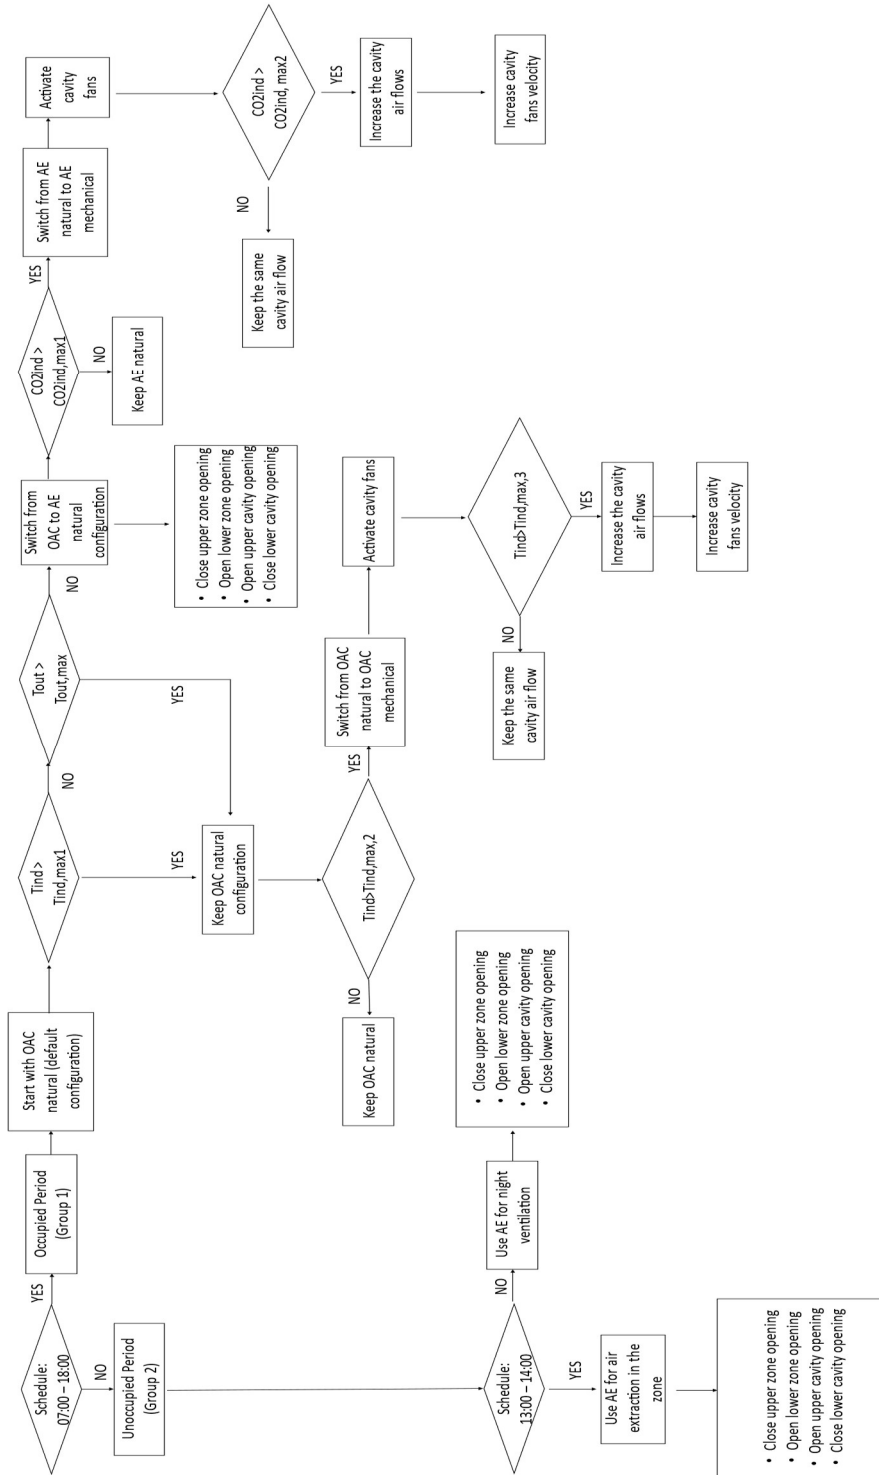 Schedule:
07:00 – 18:00
YES
Occupied Period
(Group 1)
Start with OAC
natural (default
configuration)
Tind >
Tind,max1
NO
Tout >
Tout,max
NO
Switch from
OAC to AE
natural
configuration
CO2ind >
CO2ind,max1
YES
Switch from AE
natural to AE
mechanical
Activate
cavity
fans
NO
Unoccupied Period
(Group 2)
YES
Keep OAC natural
configuration
YES
• Close upper zone opening
• Open lower zone opening
• Open upper cavity opening
• Close lower cavity opening
NO
Keep AE natural
CO2ind >
CO2ind, max2
NO
Keep the same
cavity air flow
YES
Increase the cavity
air flows
Increase cavity
fans velocity
Tind>Tind,max,2
NO
Keep OAC natural
YES
Switch from OAC
natural to OAC
mechanical
Activate cavity fans
Tind>Tind,max,3
NO
Keep the same
cavity air flow
YES
Increase the cavity
air flows
Increase cavity
fans velocity
Schedule:
13:00 – 14:00
NO
Use AE for night
ventilation
• Close upper zone opening
• Open lower zone opening
• Open upper cavity opening
• Close lower cavity opening
YES
Use AE for air
extraction in the
zone
• Close upper zone opening
• Open lower zone opening
• Open upper cavity opening
• Close lower cavity opening